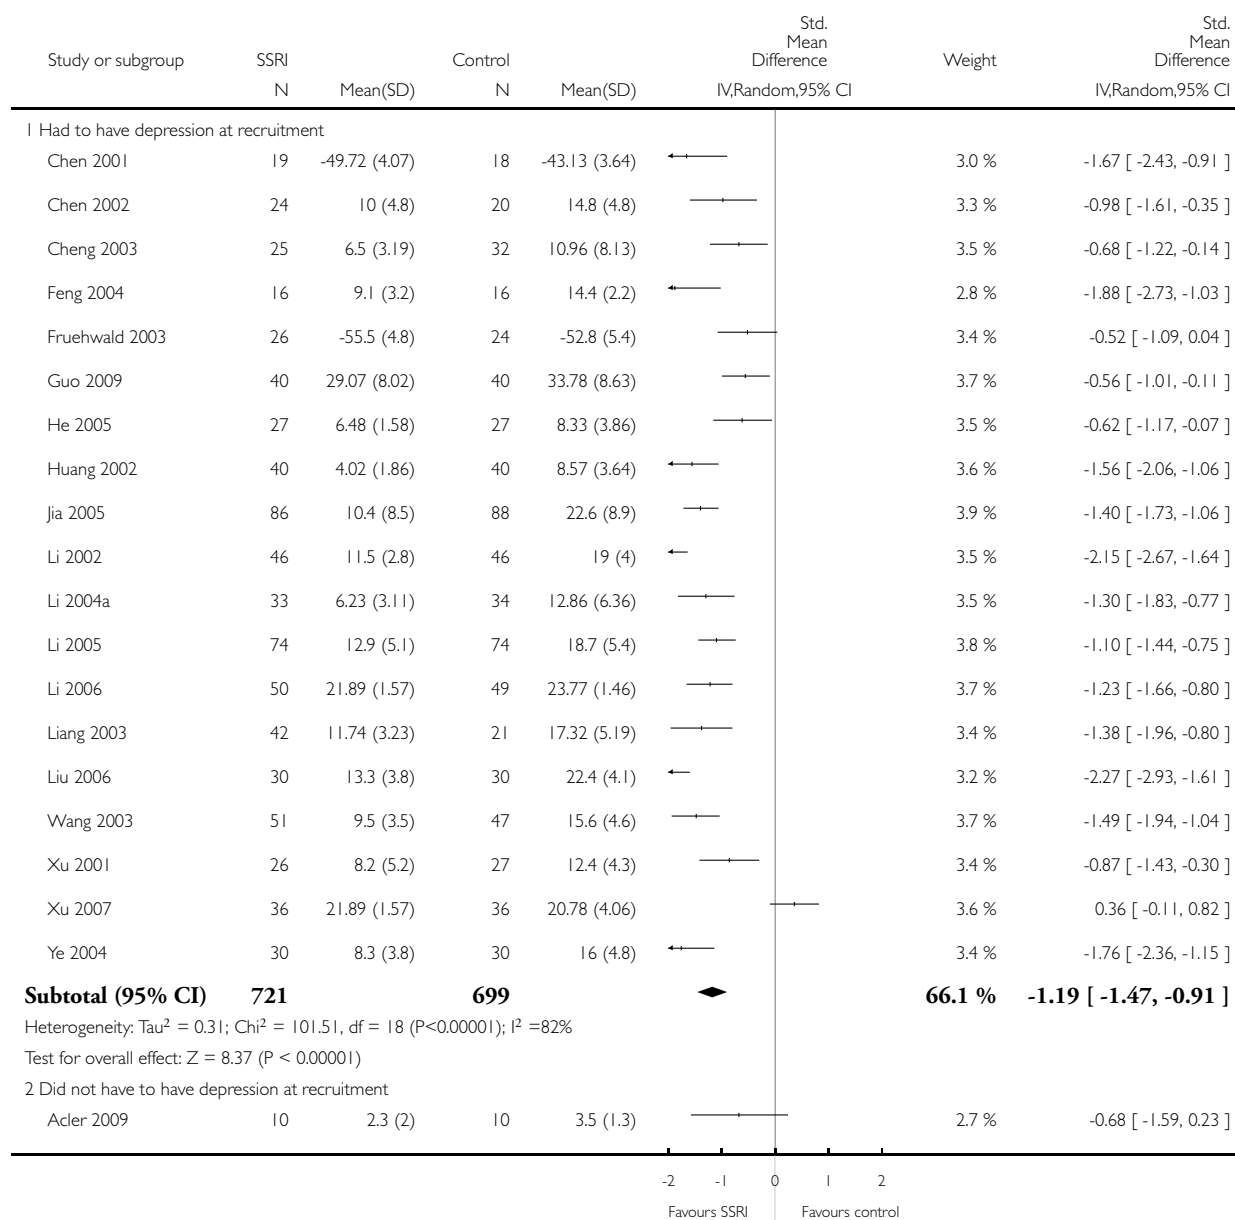 Std. Mean Difference Std. Mean Difference
Study or subgroup SSRI Control Weight
N Mean(SD) N Mean(SD) IV,Random,95% CI IV,Random,95% CI
1 Had to have depression at recruitment
Chen 2001 19 -49.72 (4.07) 18 -43.13 (3.64) 3.0 % -1.67 [ -2.43, -0.91 ]
Chen 2002 24 10 (4.8) 20 14.8 (4.8) 3.3 % -0.98 [ -1.61, -0.35 ]
Cheng 2003 25 6.5 (3.19) 32 10.96 (8.13) 3.5 % -0.68 [ -1.22, -0.14 ]
Feng 2004 16 9.1 (3.2) 16 14.4 (2.2) 2.8 % -1.88 [ -2.73, -1.03 ]
Fruehwald 2003 26 -55.5 (4.8) 24 -52.8 (5.4) 3.4 % -0.52 [ -1.09, 0.04 ]
Guo 2009 40 29.07 (8.02) 40 33.78 (8.63) 3.7 % -0.56 [ -1.01, -0.11 ]
He 2005 27 6.48 (1.58) 27 8.33 (3.86) 3.5 % -0.62 [ -1.17, -0.07 ]
Huang 2002 40 4.02 (1.86) 40 8.57 (3.64) 3.6 % -1.56 [ -2.06, -1.06 ]
Jia 2005 86 10.4 (8.5) 88 22.6 (8.9) 3.9 % -1.40 [ -1.73, -1.06 ]
Li 2002 46 11.5 (2.8) 46 19 (4) 3.5 % -2.15 [ -2.67, -1.64 ]
Li 2004a 33 6.23 (3.11) 34 12.86 (6.36) 3.5 % -1.30 [ -1.83, -0.77 ]
Li 2005 74 12.9 (5.1) 74 18.7 (5.4) 3.8 % -1.10 [ -1.44, -0.75 ]
Li 2006 50 21.89 (1.57) 49 23.77 (1.46) 3.7 % -1.23 [ -1.66, -0.80 ]
Liang 2003 42 11.74 (3.23) 21 17.32 (5.19) 3.4 % -1.38 [ -1.96, -0.80 ]
Liu 2006 30 13.3 (3.8) 30 22.4 (4.1) 3.2 % -2.27 [ -2.93, -1.61 ]
Wang 2003 51 9.5 (3.5) 47 15.6 (4.6) 3.7 % -1.49 [ -1.94, -1.04 ]
Xu 2001 26 8.2 (5.2) 27 12.4 (4.3) 3.4 % -0.87 [ -1.43, -0.30 ]
Xu 2007 36 21.89 (1.57) 36 20.78 (4.06) 3.6 % 0.36 [ -0.11, 0.82 ]
Ye 2004 30 8.3 (3.8) 30 16 (4.8) 3.4 % -1.76 [ -2.36, -1.15 ]
Subtotal (95% CI) 721 699 66.1 % -1.19 [ -1.47, -0.91 ]
Heterogeneity: Tau² = 0.31; Chi² = 101.51, df = 18 (P<0.00001); I² =82%
Test for overall effect: Z = 8.37 (P < 0.00001)
2 Did not have to have depression at recruitment
Acler 2009 10 2.3 (2) 10 3.5 (1.3) 2.7 % -0.68 [ -1.59, 0.23 ]
-2 -1 0 1 2
Favours SSRI Favours control